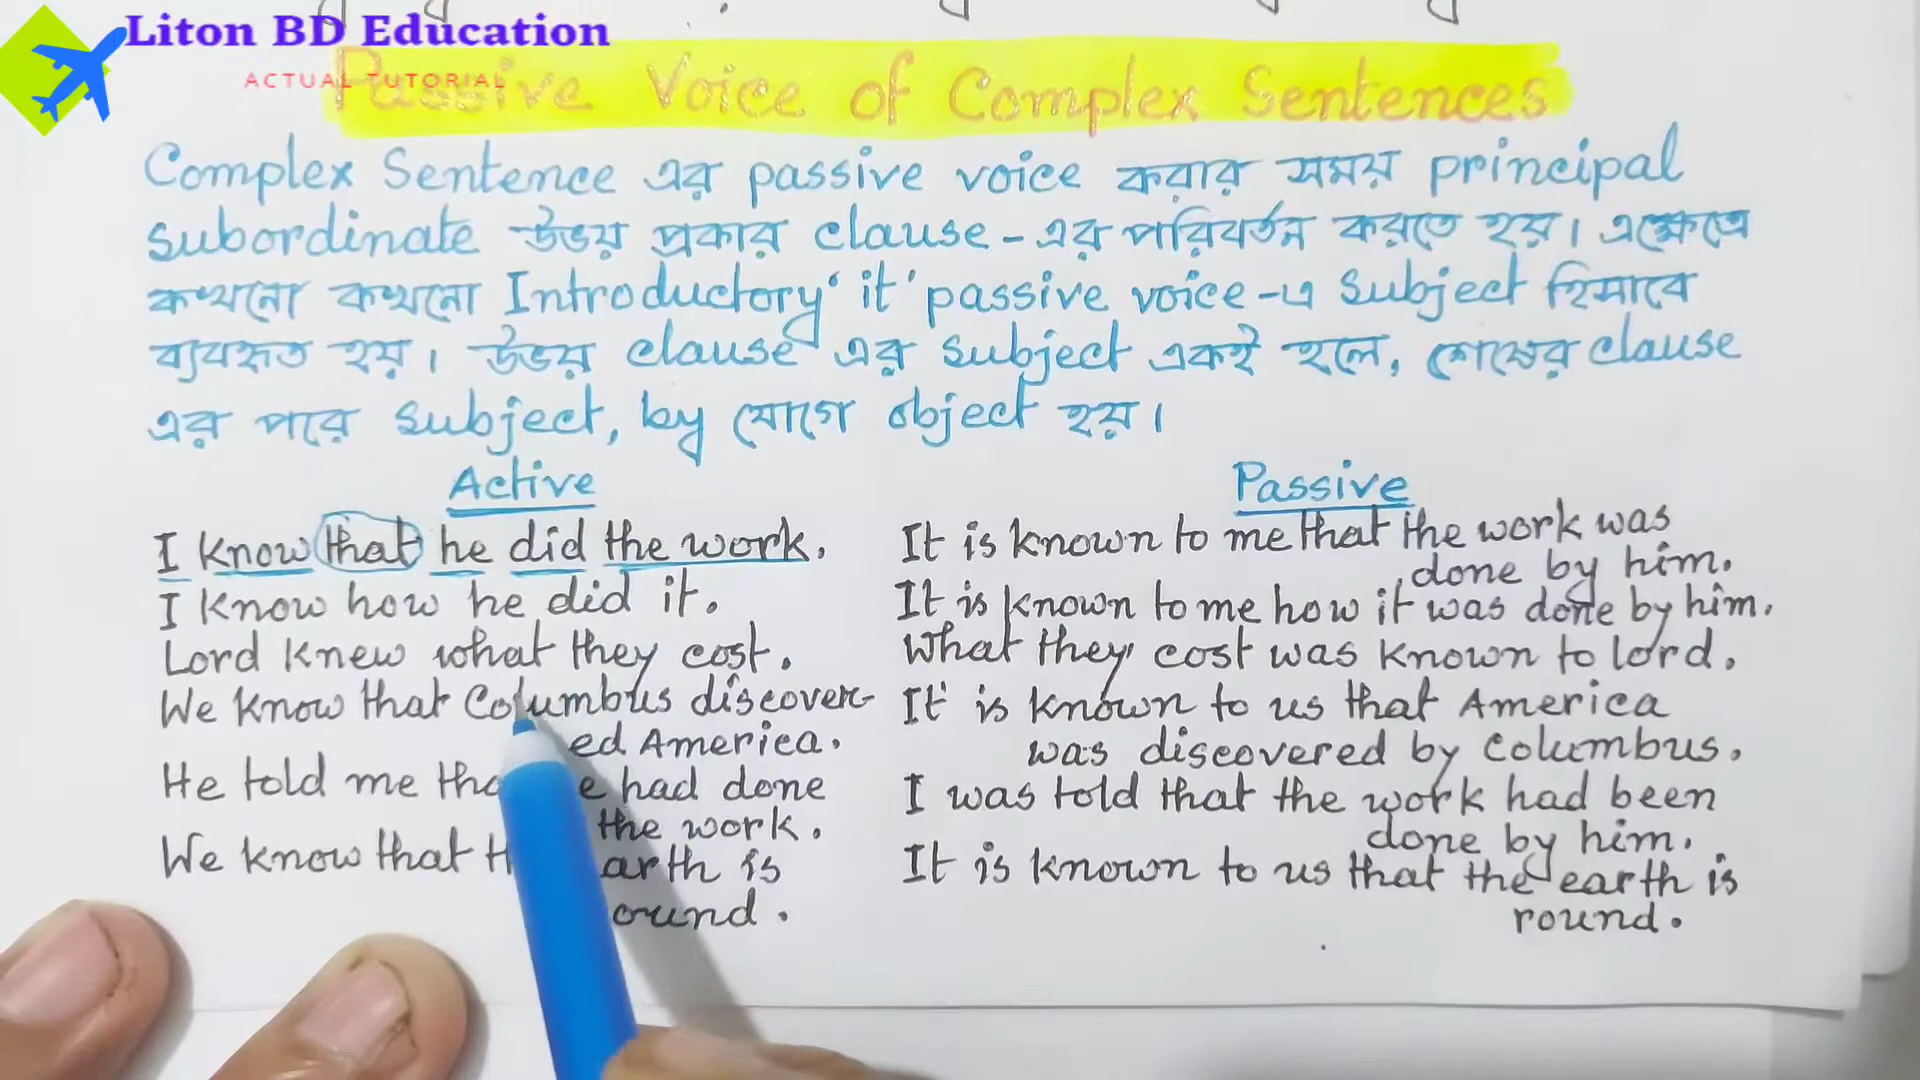 Liton BD Education
ACTUAL TUTORIAL
Passive Voice of Complex Sentences
Complex Sentence এর passive voice করার সময় principal
subordinate উভয় প্রকার clause-এর পরিবর্তন করতে হয়। এক্ষেত্রে
কখনো কখনো Introductory 'it' passive voice-এ subject হিসাবে
ব্যবহৃত হয়। উভয় clause এর subject একই হলে, শেষের clause
এর পরে subject, by যোগে object হয়।
Active Passive
I know that he did the work. It is known to me that the work was
done by him.
I know how he did it. It is known to me how it was done by him.
Lord knew what they cost. What they cost was known to lord.
We know that Columbus discover- It is known to us that America
ed America. was discovered by Columbus.
He told me had done I was told that the work had been
the work. done by him.
We know that is It is known to us that the earth is
round.